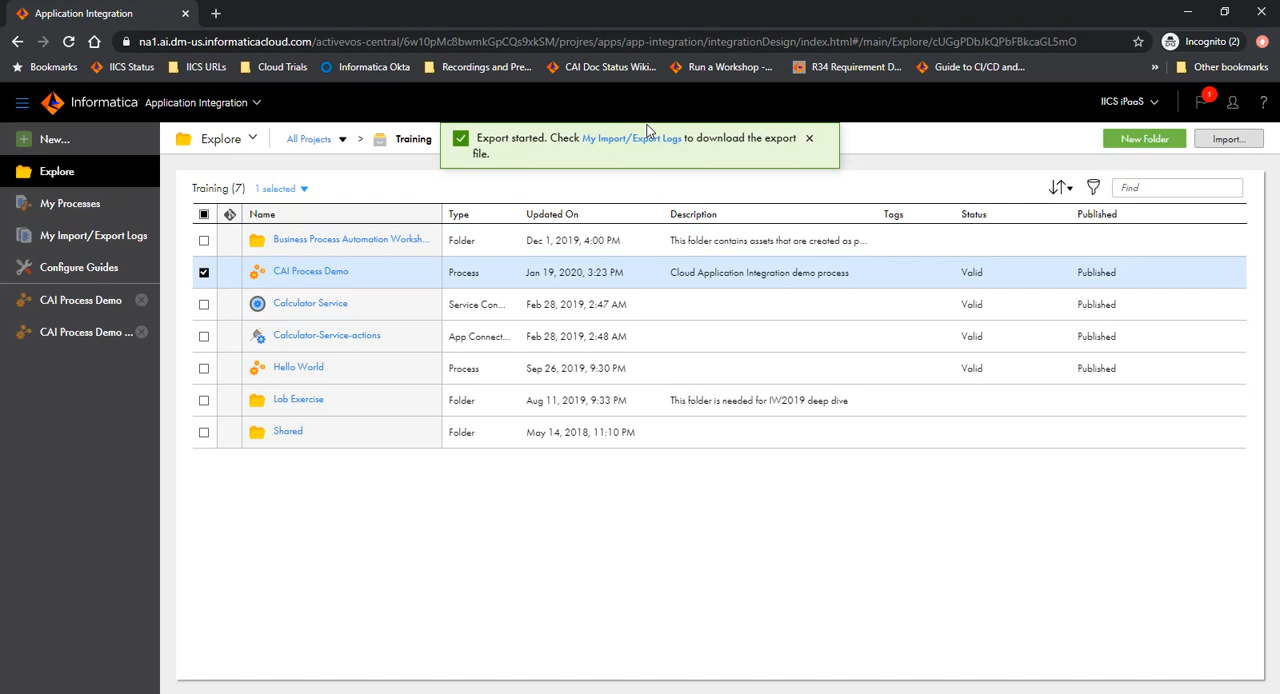 Application Integration
na1.ai.dm-us.informaticacloud.com/activevos-central/6w10pMc8bwmkGpCQs9xkSM/projres/apps/app-integration/integrationDesign/index.html#/main/Explore/cUGgPDbJkQPbFBkcaGL5mO
Incognito (2)
Bookmarks
IICS Status
IICS URLs
Cloud Trials
Informatica Okta
Recordings and Pre...
CAI Doc Status Wiki...
Run a Workshop -...
R34 Requirement D...
Guide to CI/CD and...
»
Other bookmarks
Informatica Application Integration
IICS iPaaS
1
?
New...
Explore
My Processes
My Import/Export Logs
Configure Guides
CAI Process Demo
CAI Process Demo ...
Explore
All Projects > Training
Export started. Check My Import/Export Logs to download the export
file.
New Folder
Import...
Training (7) 1 selected
Find
Name Type Updated On Description Tags Status Published
Business Process Automation Worksh... Folder Dec 1, 2019, 4:00 PM This folder contains assets that are created as p...
CAI Process Demo Process Jan 19, 2020, 3:23 PM Cloud Application Integration demo process Valid Published
Calculator Service Service Con... Feb 28, 2019, 2:47 AM Valid Published
Calculator-Service-actions App Connect... Feb 28, 2019, 2:48 AM Valid Published
Hello World Process Sep 26, 2019, 9:30 PM Valid Published
Lab Exercise Folder Aug 11, 2019, 9:33 PM This folder is needed for IW2019 deep dive
Shared Folder May 14, 2018, 11:10 PM